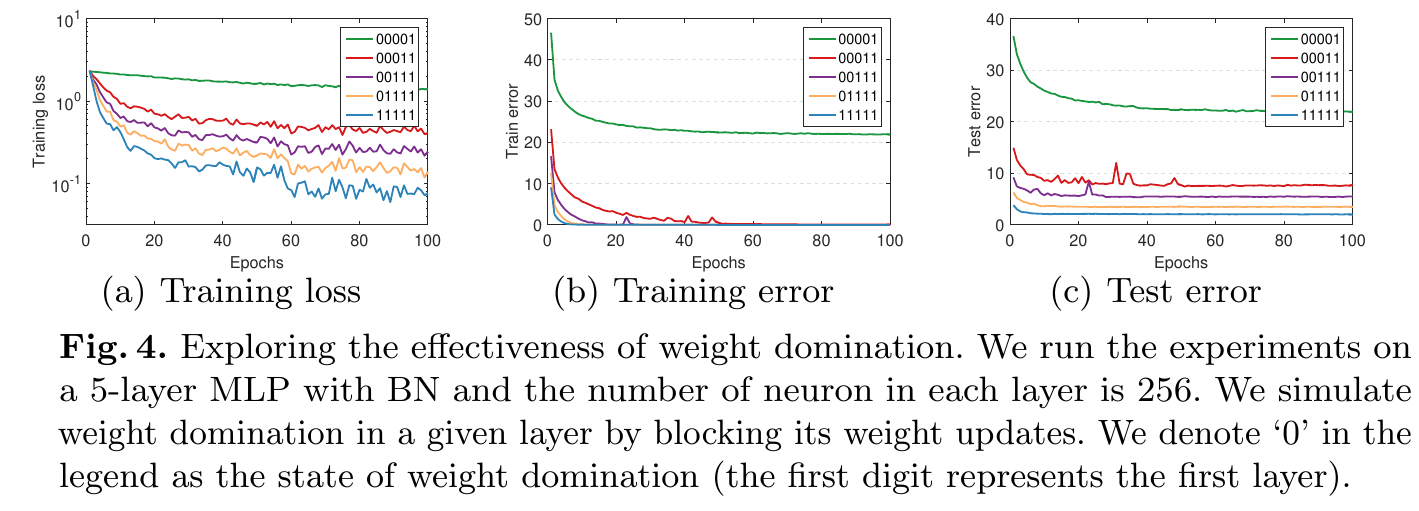 10^1
10^0
10^-1
Training loss
0 20 40 60 80 100
Epochs
00001
00011
00111
01111
11111
(a) Training loss
50
40
30
20
10
0
Train error
0 20 40 60 80 100
Epochs
00001
00011
00111
01111
11111
(b) Training error
40
30
20
10
0
Test error
0 20 40 60 80 100
Epochs
00001
00011
00111
01111
11111
(c) Test error
Fig. 4. Exploring the effectiveness of weight domination. We run the experiments on
a 5-layer MLP with BN and the number of neuron in each layer is 256. We simulate
weight domination in a given layer by blocking its weight updates. We denote ‘0’ in the
legend as the state of weight domination (the first digit represents the first layer).